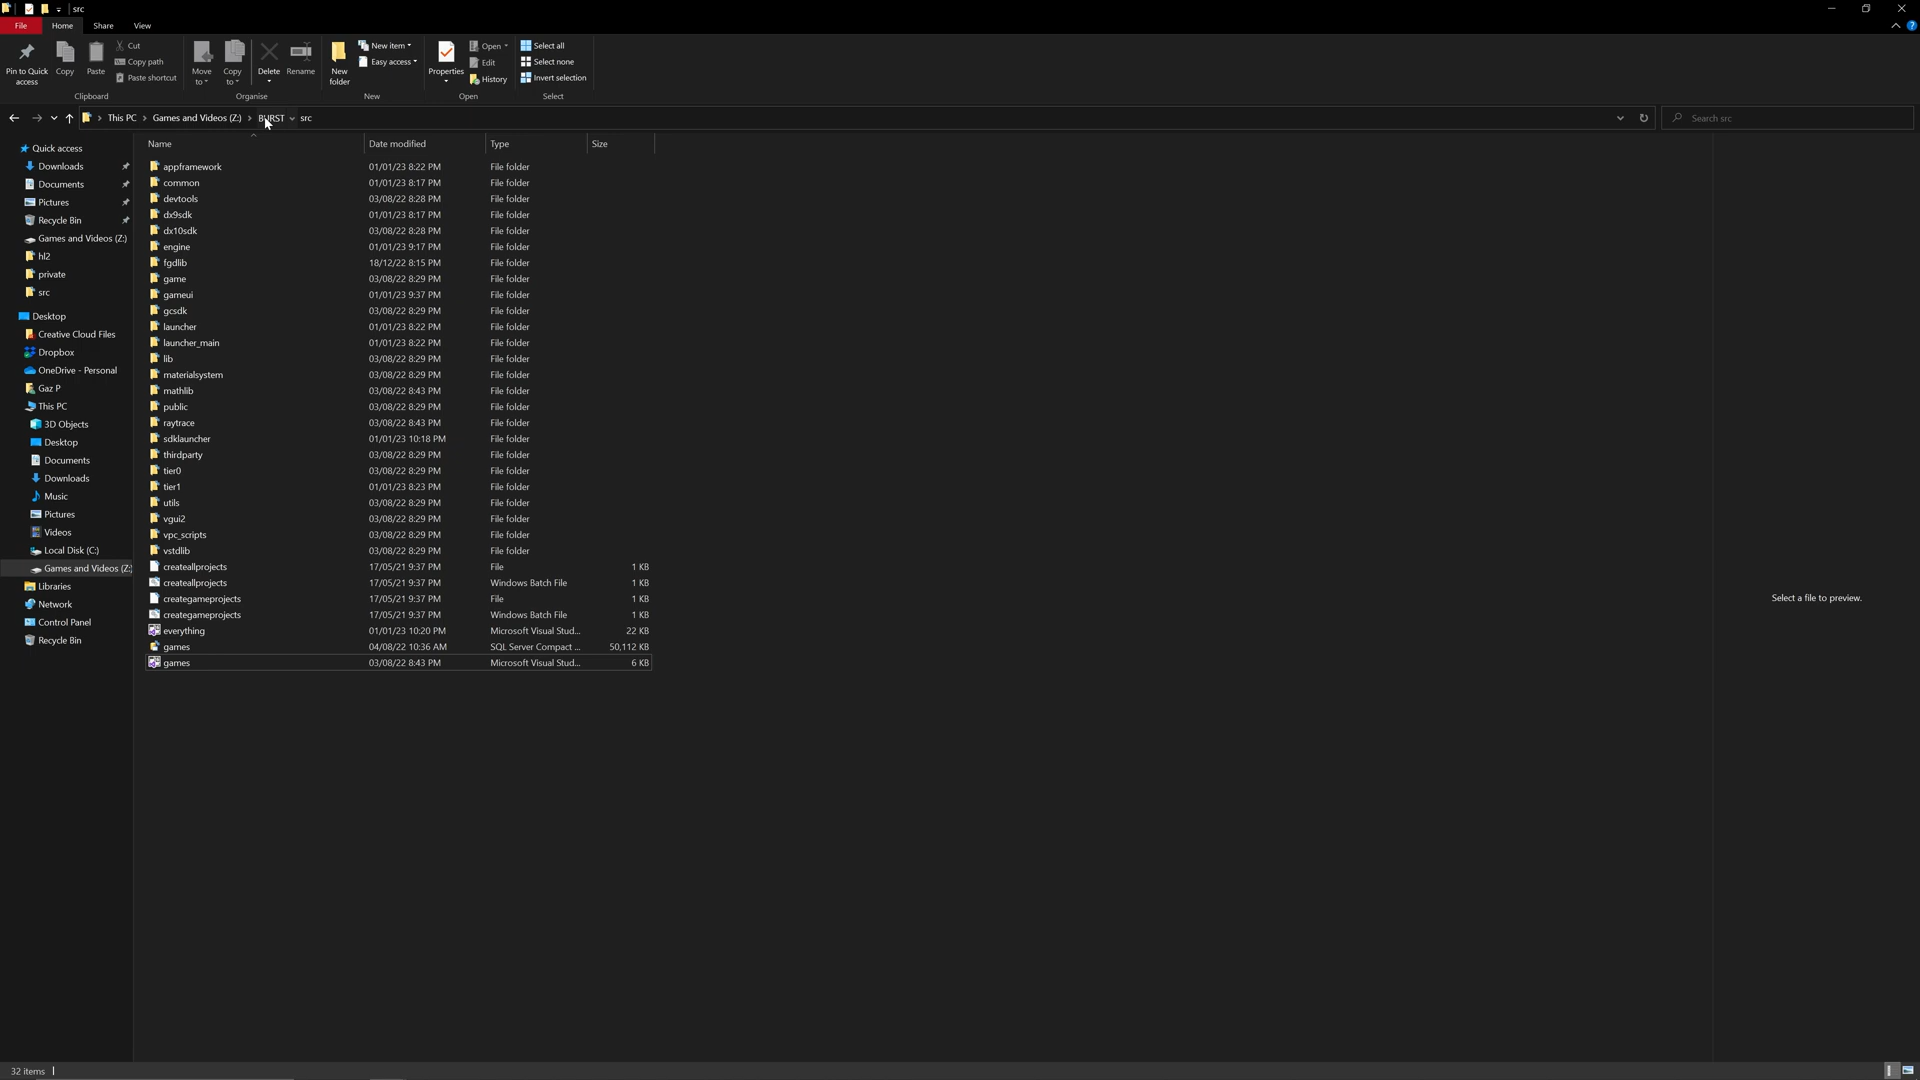 src
File Home Share View
Pin to Quick access
Copy
Paste
Cut
Copy path
Paste shortcut
Clipboard
Move to
Copy to
Delete
Rename
Organise
New folder
New item
Easy access
New
Properties
Open
Edit
History
Open
Select all
Select none
Invert selection
Select
This PC Games and Videos (Z:) BURST src
Search src
Quick access
Downloads
Documents
Pictures
Recycle Bin
Games and Videos (Z:)
hl2
private
src
Desktop
Creative Cloud Files
Dropbox
OneDrive - Personal
Gaz P
This PC
3D Objects
Desktop
Documents
Downloads
Music
Pictures
Videos
Local Disk (C:)
Games and Videos (Z:)
Libraries
Network
Control Panel
Recycle Bin
Name Date modified Type Size
appframework 01/01/23 8:22 PM File folder
common 01/01/23 8:17 PM File folder
devtools 03/08/22 8:28 PM File folder
dx9sdk 01/01/23 8:17 PM File folder
dx10sdk 03/08/22 8:28 PM File folder
engine 01/01/23 9:17 PM File folder
fgdlib 18/12/22 8:15 PM File folder
game 03/08/22 8:29 PM File folder
gameui 01/01/23 9:37 PM File folder
gcsdk 03/08/22 8:29 PM File folder
launcher 01/01/23 8:22 PM File folder
launcher_main 01/01/23 8:22 PM File folder
lib 03/08/22 8:29 PM File folder
materialsystem 03/08/22 8:29 PM File folder
mathlib 03/08/22 8:43 PM File folder
public 03/08/22 8:29 PM File folder
raytrace 03/08/22 8:43 PM File folder
sdklauncher 01/01/23 10:18 PM File folder
thirdparty 03/08/22 8:29 PM File folder
tier0 03/08/22 8:29 PM File folder
tier1 01/01/23 8:23 PM File folder
utils 03/08/22 8:29 PM File folder
vgui2 03/08/22 8:29 PM File folder
vpc_scripts 03/08/22 8:29 PM File folder
vstdlib 03/08/22 8:29 PM File folder
createallprojects 17/05/21 9:37 PM File 1 KB
createallprojects 17/05/21 9:37 PM Windows Batch File 1 KB
creategameprojects 17/05/21 9:37 PM File 1 KB
creategameprojects 17/05/21 9:37 PM Windows Batch File 1 KB
everything 01/01/23 10:20 PM Microsoft Visual Stud... 22 KB
games 04/08/22 10:36 AM SQL Server Compact ... 50,112 KB
games 03/08/22 8:43 PM Microsoft Visual Stud... 6 KB
Select a file to preview.
32 items